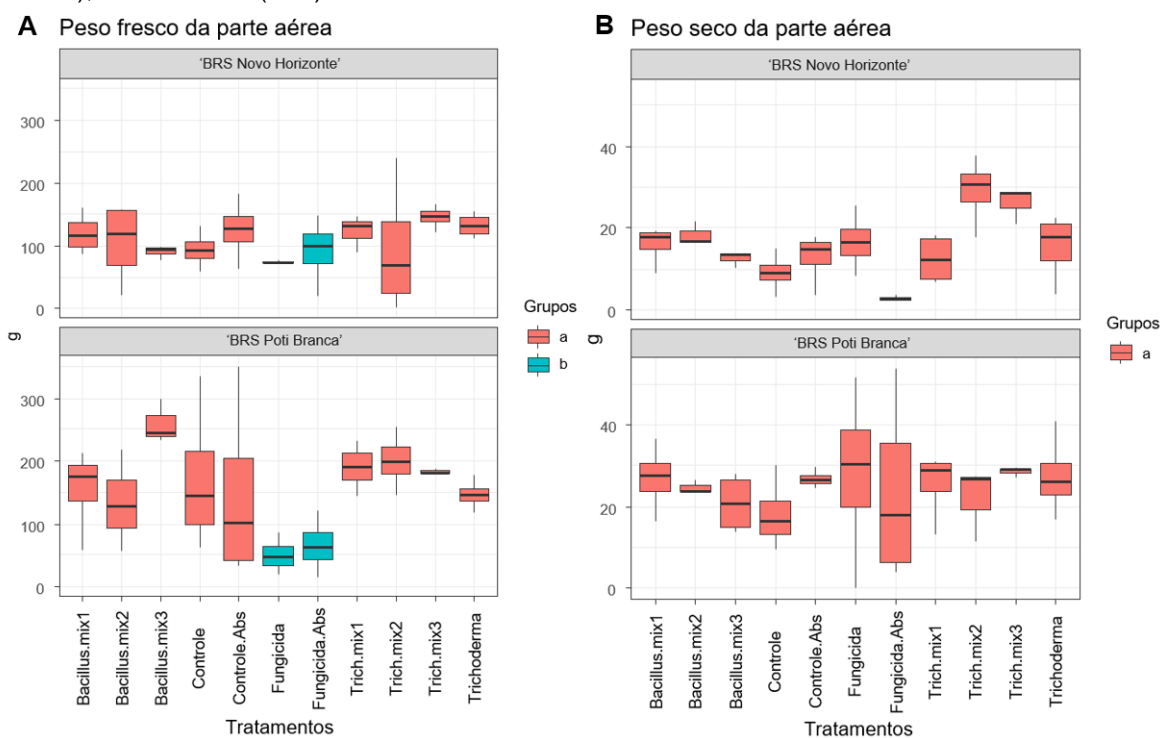 A Peso fresco da parte aérea
‘BRS Novo Horizonte’
300
200
100
0
g
‘BRS Poti Branca’
300
200
100
0
Bacillus.mix1
Bacillus.mix2
Bacillus.mix3
Controle
Controle.Abs
Fungicida
Fungicida.Abs
Trich.mix1
Trich.mix2
Trich.mix3
Trichoderma
Tratamentos
Grupos
a
b
B Peso seco da parte aérea
‘BRS Novo Horizonte’
40
20
0
g
‘BRS Poti Branca’
40
20
0
Bacillus.mix1
Bacillus.mix2
Bacillus.mix3
Controle
Controle.Abs
Fungicida
Fungicida.Abs
Trich.mix1
Trich.mix2
Trich.mix3
Trichoderma
Tratamentos
Grupos
a